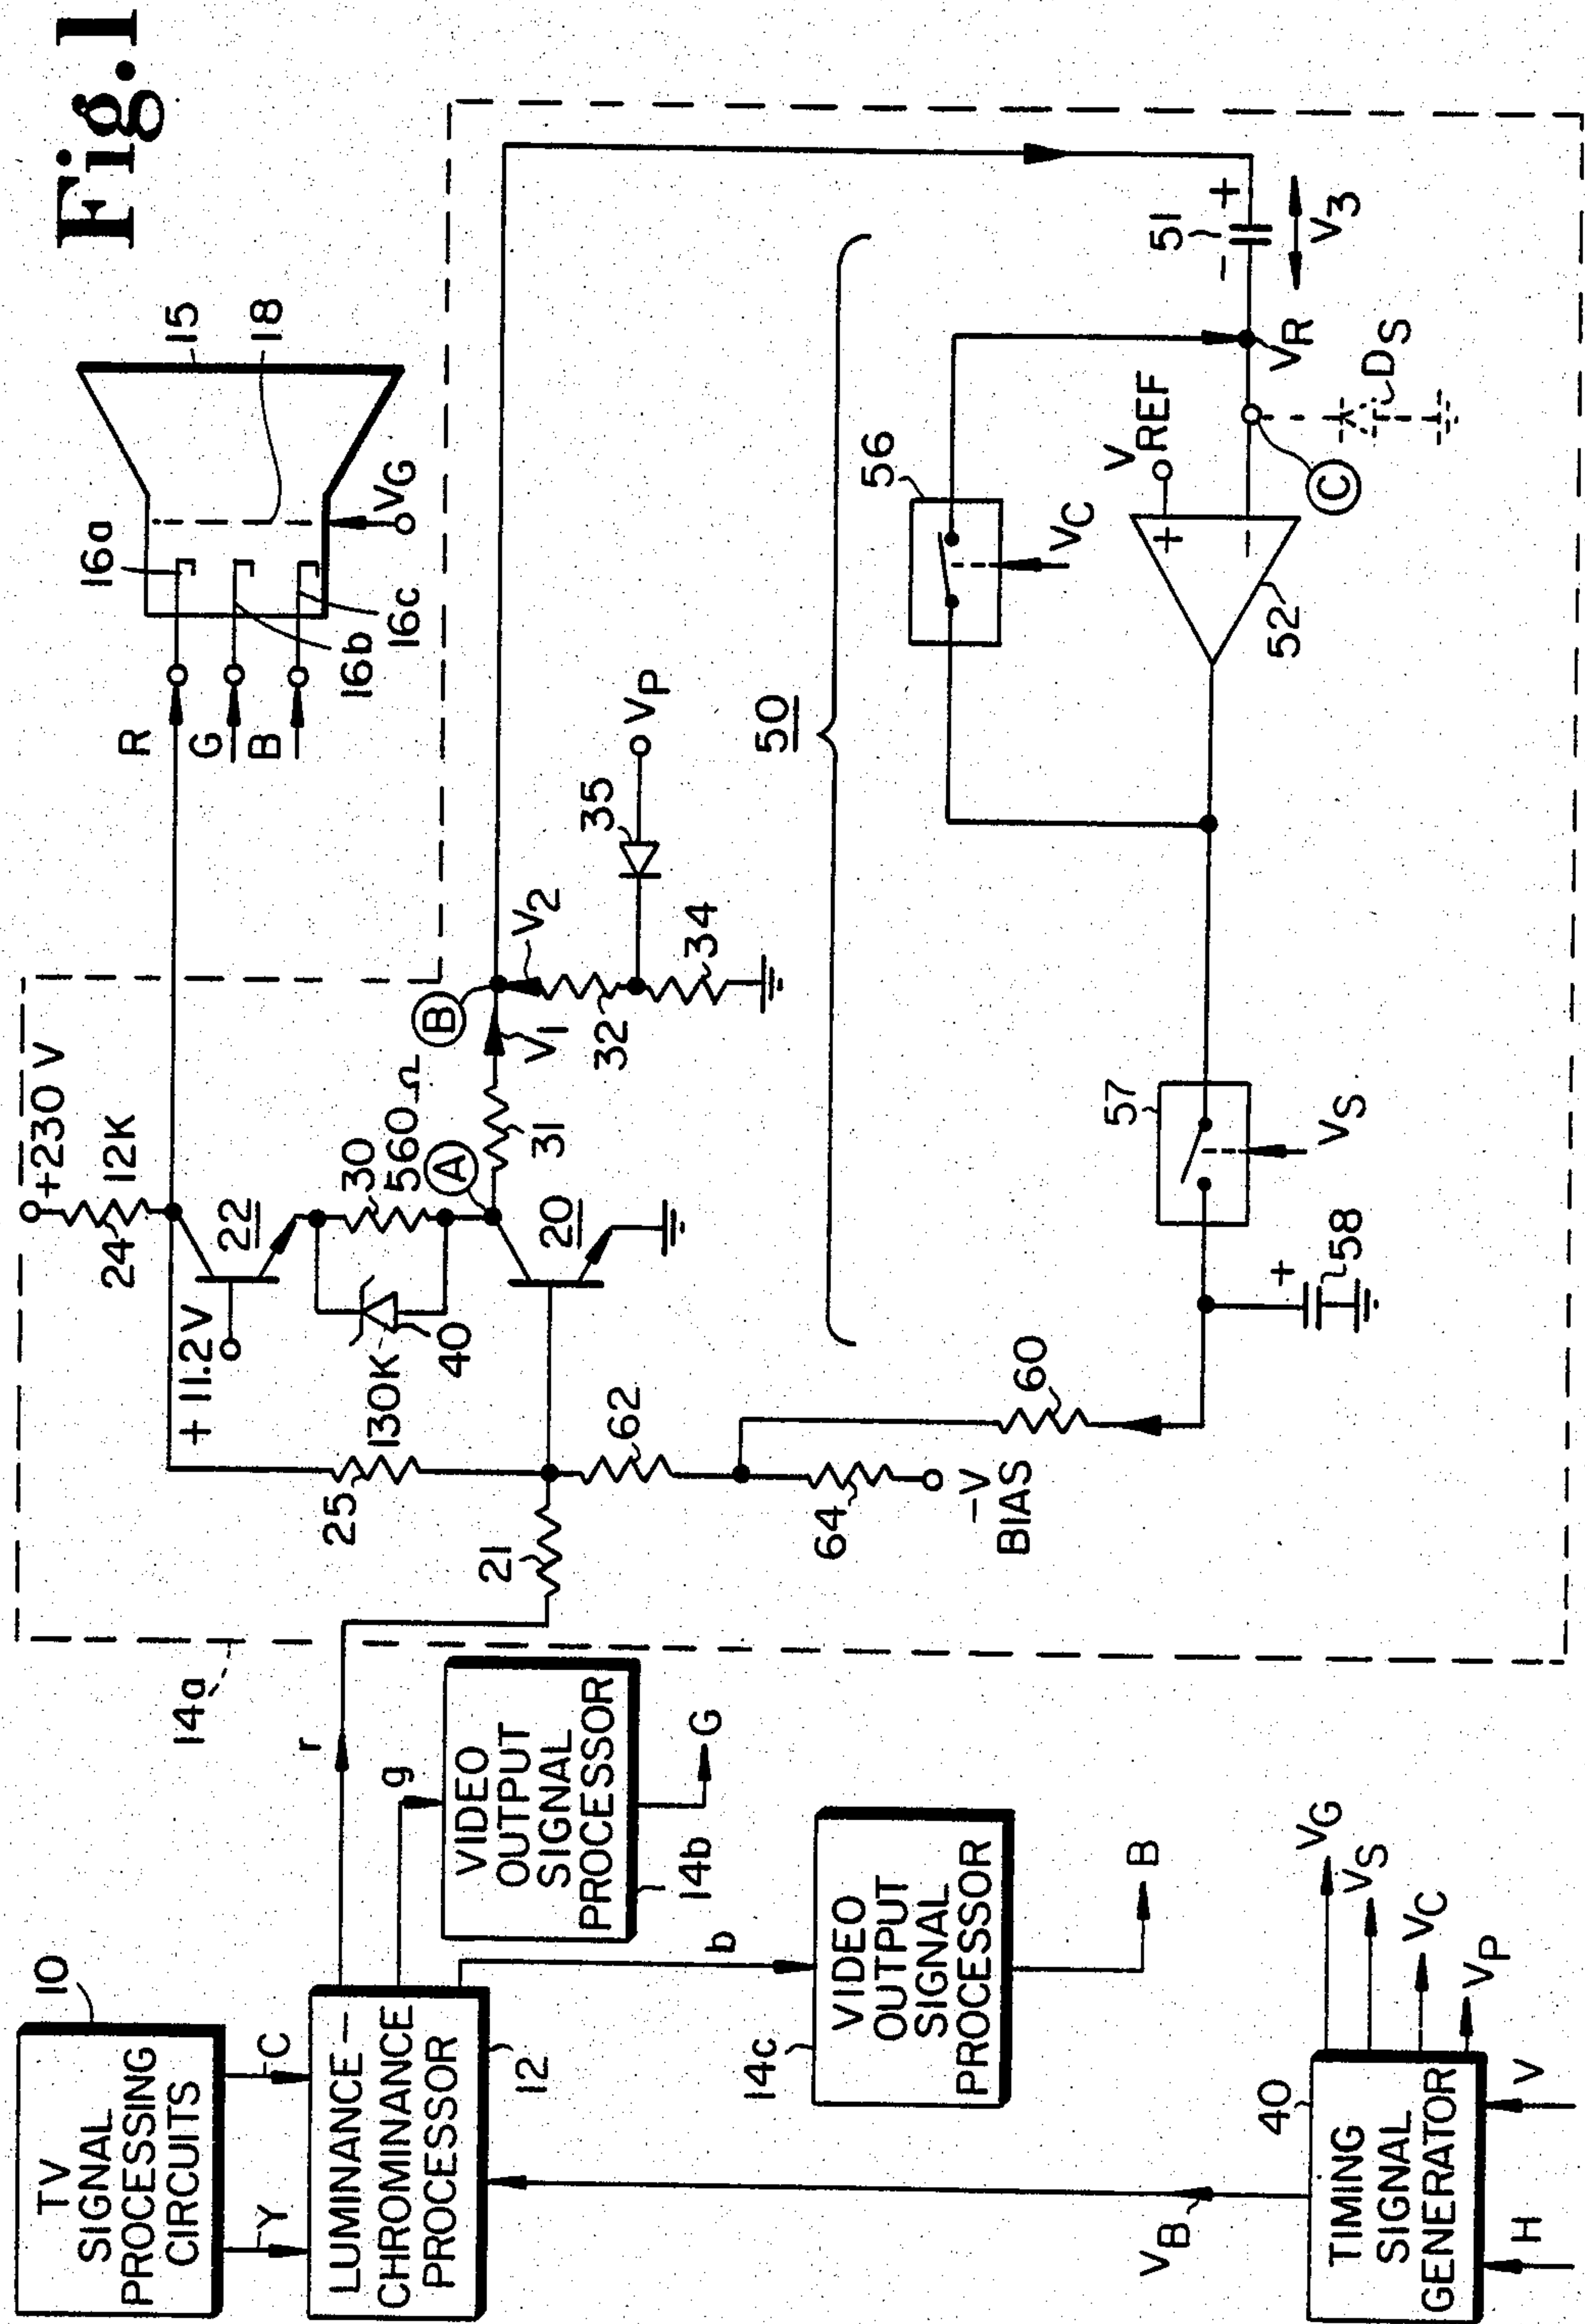 Fig.1
10
TV
SIGNAL
PROCESSING
CIRCUITS
Y
C
LUMINANCE-
CHROMINANCE
PROCESSOR
12
r
g
b
14a
VIDEO
OUTPUT
SIGNAL
PROCESSOR
14b
G
14c
VIDEO
OUTPUT
SIGNAL
PROCESSOR
B
40
TIMING
SIGNAL
GENERATOR
VB
H
V
VG
VS
VC
VP
+230 V
24
12K
+11.2V
22
25
130K
40
30
560Ω
A
20
21
31
V1
B
V2
32
34
35
VP
62
64
-V
BIAS
60
+
58
57
VS
50
56
VC
VREF
+
-
52
C
DS
VR
51
-
+
V3
R
G
B
16a
16b
16c
15
18
VG